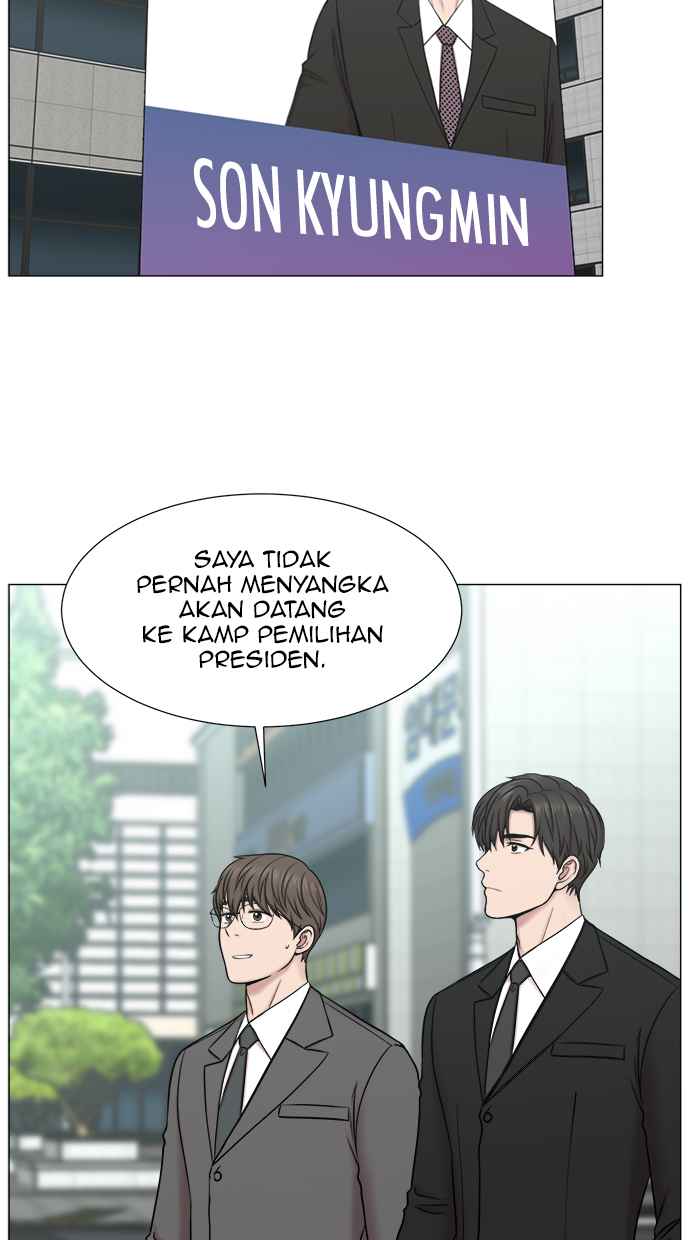 SON KYUNGMIN
SAYA TIDAK
PERNAH MENYANGKA
AKAN DATANG
KE KAMP PEMILIHAN
PRESIDEN.